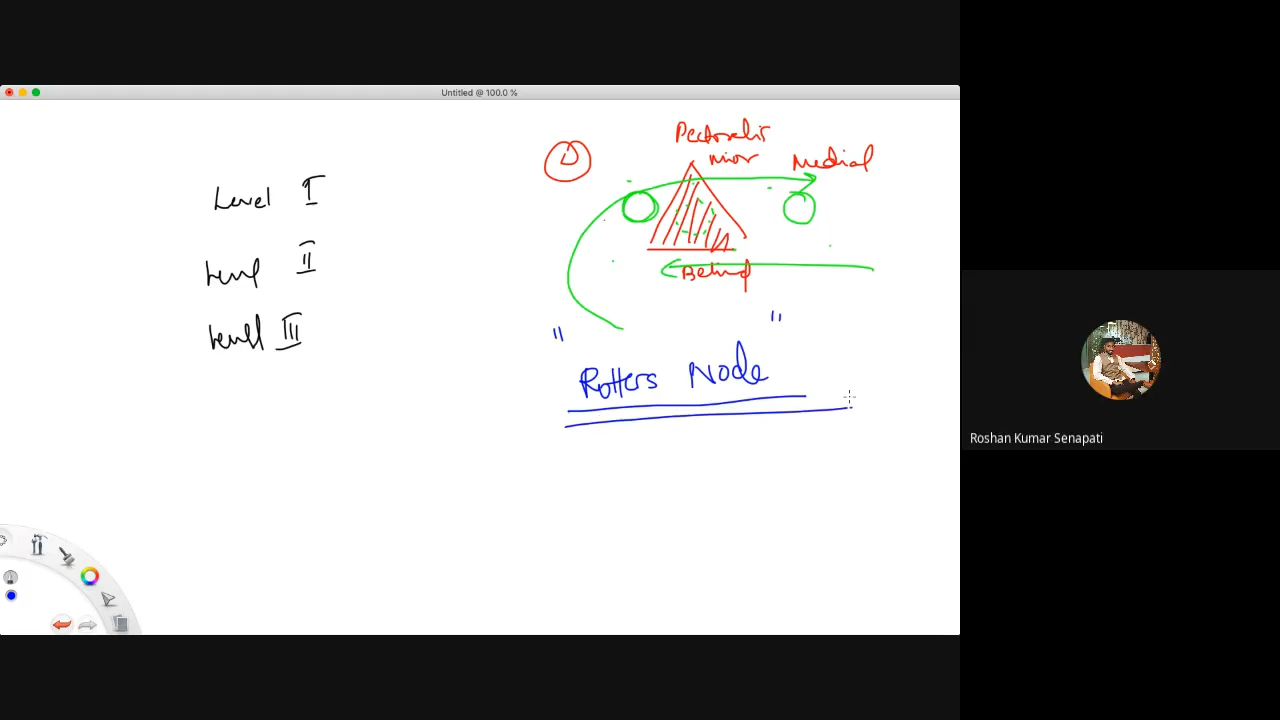 Untitled @ 100.0 %
Level I
Level II
Level III
Pectoralis
minor
Medial
Behind
" "
Rotters Node
Roshan Kumar Senapati